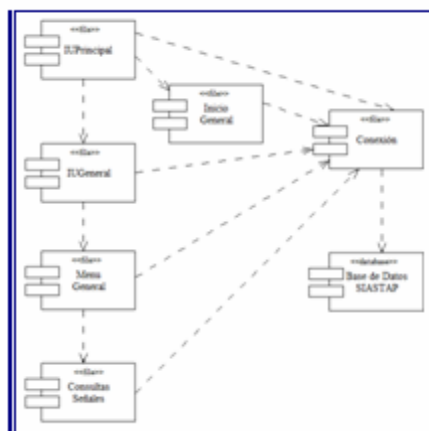 <<file>>
IUPrincipal
<<file>>
Inicio
General
<<file>>
Conexión
<<file>>
IUGeneral
<<file>>
Menu
General
<<database>>
Base de Datos
SIASTAP
<<file>>
Consultas
Señales